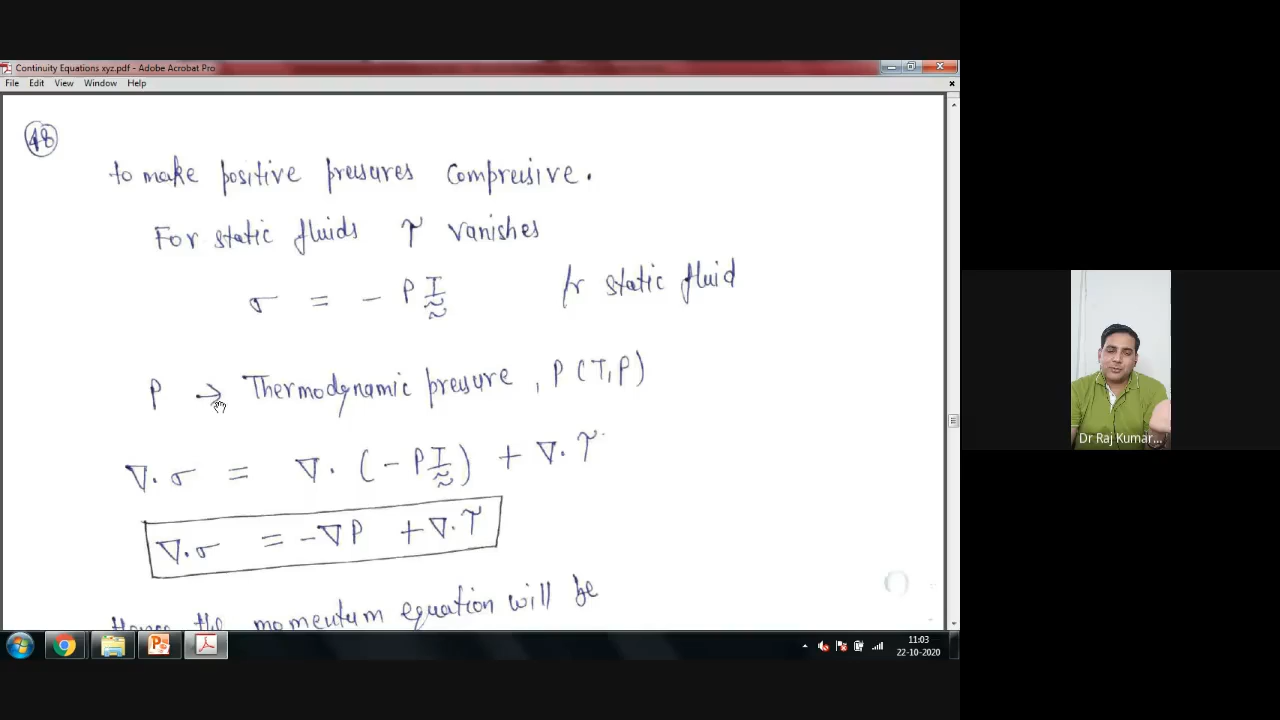 Continuity Equations xyz.pdf - Adobe Acrobat Pro
File Edit View Window Help
48
to make positive pressures compressive.
For static fluids τ vanishes
σ = - P I for static fluid
P → Thermodynamic pressure, P(T, P)
∇.σ = ∇. (- P I) + ∇. τ
∇.σ = -∇P + ∇.τ
Hence the momentum equation will be
Dr Raj Kumar...
11:03
22-10-2020